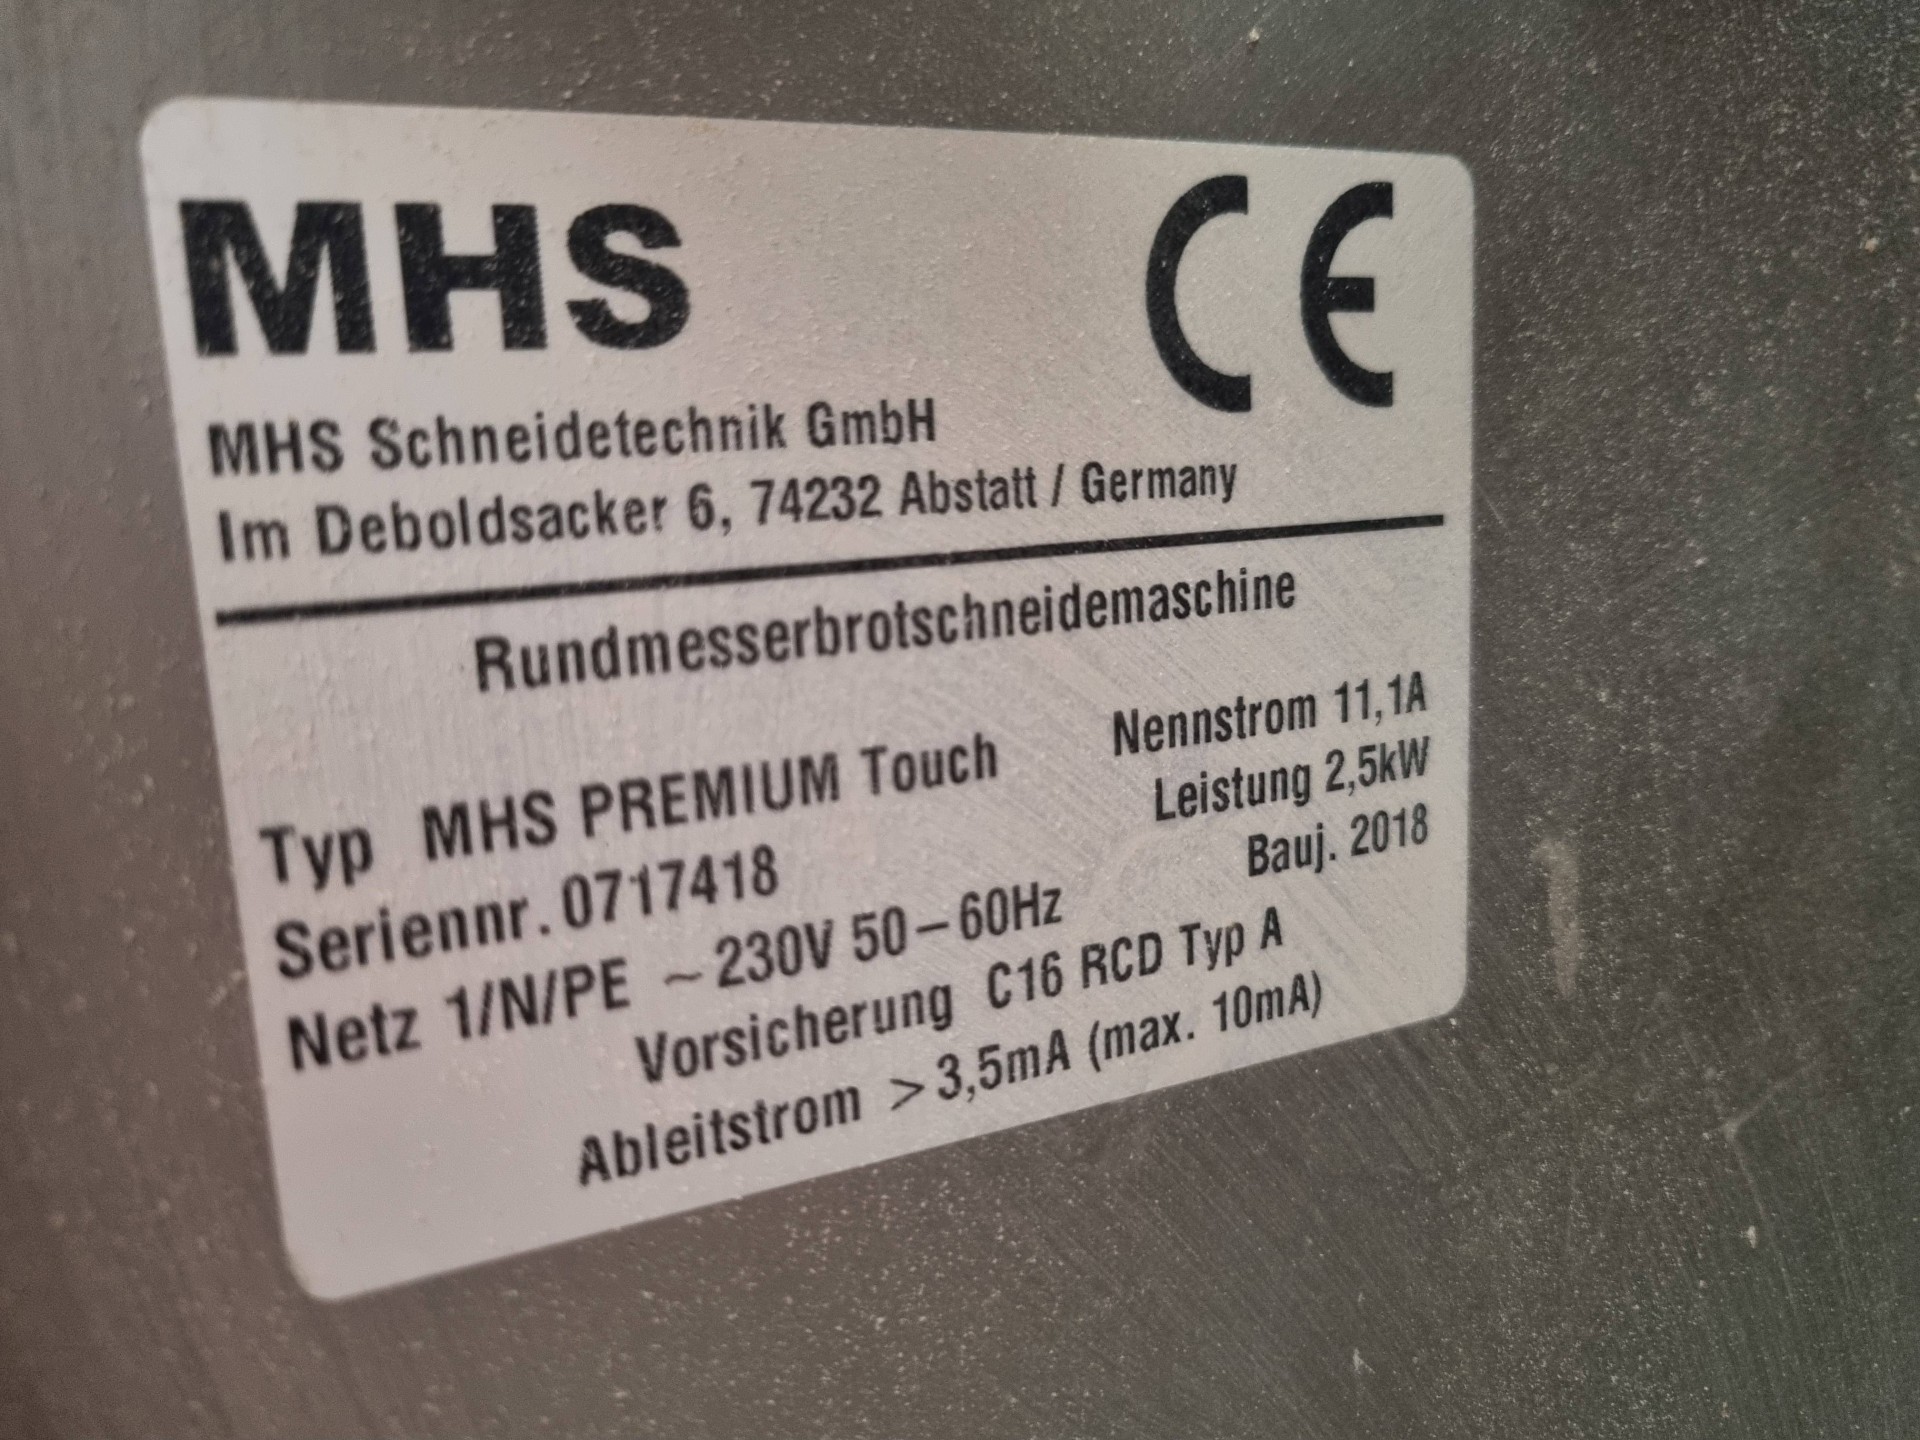 MHS CE
MHS Schneidetechnik GmbH
Im Deboldsacker 6, 74232 Abstatt / Germany
Rundmesserbrotschneidemaschine
Nennstrom 11,1A
Typ MHS PREMIUM Touch Leistung 2,5kW
Seriennr. 0717418 Bauj. 2018
Netz 1/N/PE ~ 230V 50 – 60Hz
Vorsicherung C16 RCD Typ A
Ableitstrom > 3,5mA (max. 10mA)